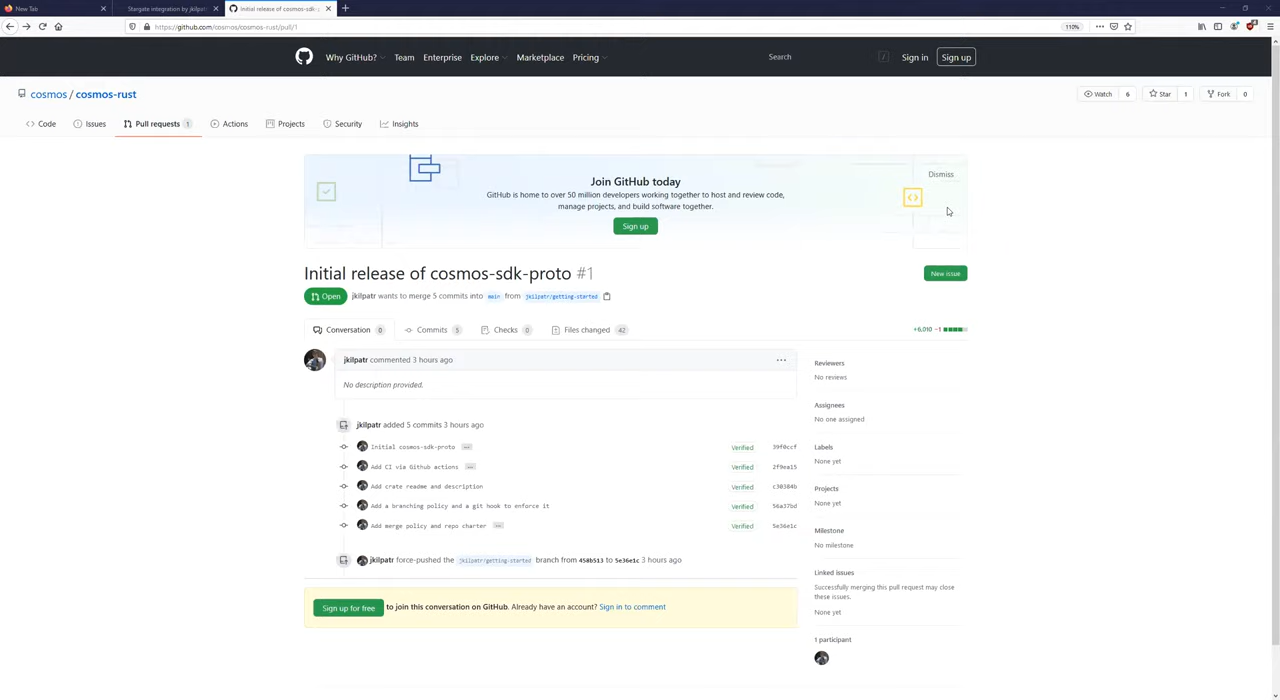 New Tab
Stargate integration by jkilpat
Initial release of cosmos-sdk-
https://github.com/cosmos/cosmos-rust/pull/1
110%
Why GitHub?
Team
Enterprise
Explore
Marketplace
Pricing
Search
/
Sign in
Sign up
cosmos / cosmos-rust
Watch 6
Star 1
Fork 0
Code
Issues
Pull requests 1
Actions
Projects
Security
Insights
Join GitHub today
Dismiss
GitHub is home to over 50 million developers working together to host and review code,
manage projects, and build software together.
Sign up
Initial release of cosmos-sdk-proto #1
New issue
Open
jkilpatr wants to merge 5 commits into main from jkilpatr/getting-started
Conversation 0
Commits 5
Checks 0
Files changed 42
+6,010 −1
jkilpatr commented 3 hours ago
No description provided.
jkilpatr added 5 commits 3 hours ago
Initial cosmos-sdk-proto
Verified
39f0ccf
Add CI via Github actions
Verified
2f9ea15
Add crate readme and description
Verified
c30384b
Add a branching policy and a git hook to enforce it
Verified
56a37bd
Add merge policy and repo charter
Verified
5e36e1c
jkilpatr force-pushed the jkilpatr/getting-started branch from 458b513 to 5e36e1c 3 hours ago
Sign up for free to join this conversation on GitHub. Already have an account? Sign in to comment
Reviewers
No reviews
Assignees
No one assigned
Labels
None yet
Projects
None yet
Milestone
No milestone
Linked issues
Successfully merging this pull request may close
these issues.
None yet
1 participant